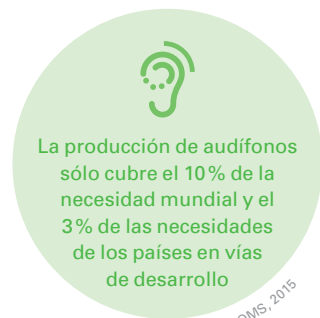 La producción de audífonos
sólo cubre el 10% de la
necesidad mundial y el
3% de las necesidades
de los países en vías
de desarrollo
OMS, 2015